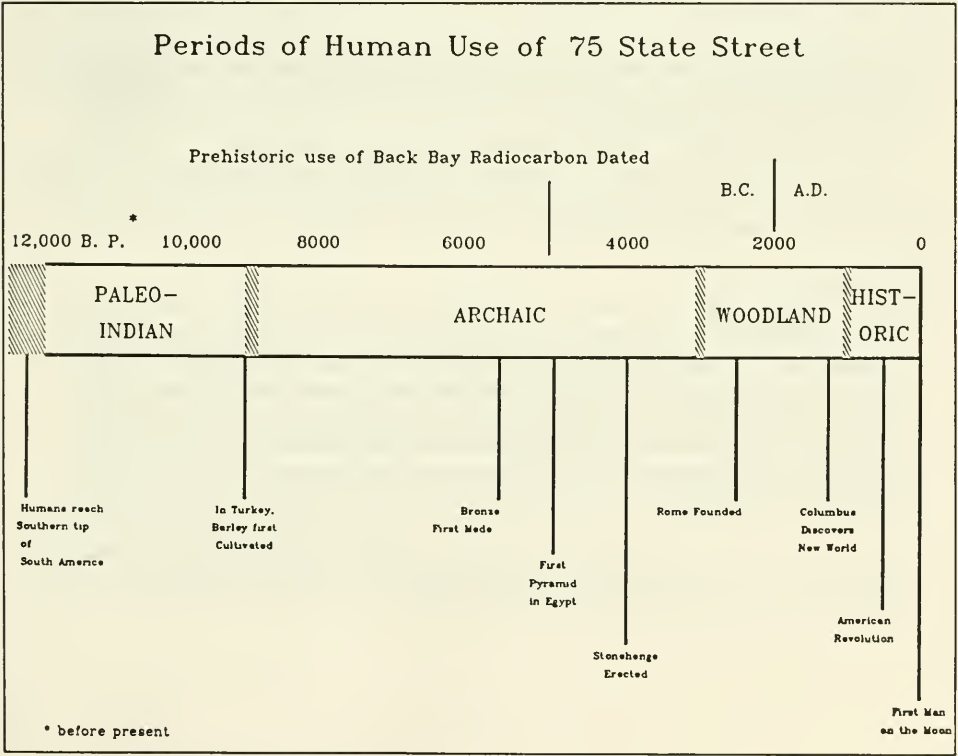 Periods of Human Use of 75 State Street
Prehistoric use of Back Bay Radiocarbon Dated
B.C. A.D.
*
12,000 B. P. 10,000 8000 6000 4000 2000 0
PALEO-
INDIAN
ARCHAIC
WOODLAND
HIST-
ORIC
Humans reach
Southern tip
of
South America
In Turkey,
Barley first
Cultivated
Bronze
First Made
First
Pyramid
in Egypt
Stonehenge
Erected
Rome Founded
Columbus
Discovers
New World
American
Revolution
First Man
on the Moon
* before present